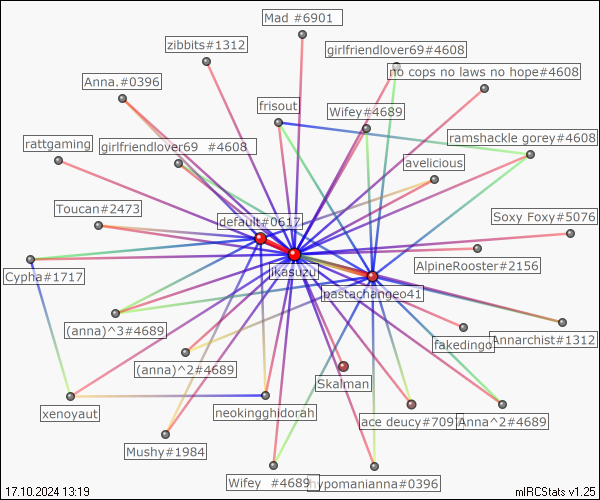 Mad #6901
zibbits#1312
girlfriendlover69#4608
no cops no laws no hope#4608
Anna.#0396
frisout
Wifey#4689
ramshackle gorey#4608
rattgaming
girlfriendlover69 #4608
avelicious
Toucan#2473
default#0617
Soxy Foxy#5076
Cypha#1717
ikasuzu
AlpineRooster#2156
pastachangeo41
(anna)^3#4689
fakedingo
Annarchist#1312
(anna)^2#4689
Skalman
xenoyaut
neokingghidorah
ace deucy#7097
Anna^2#4689
Mushy#1984
Wifey #4689
hypomanianna#0396
17.10.2024 13:19
mIRCStats v1.25